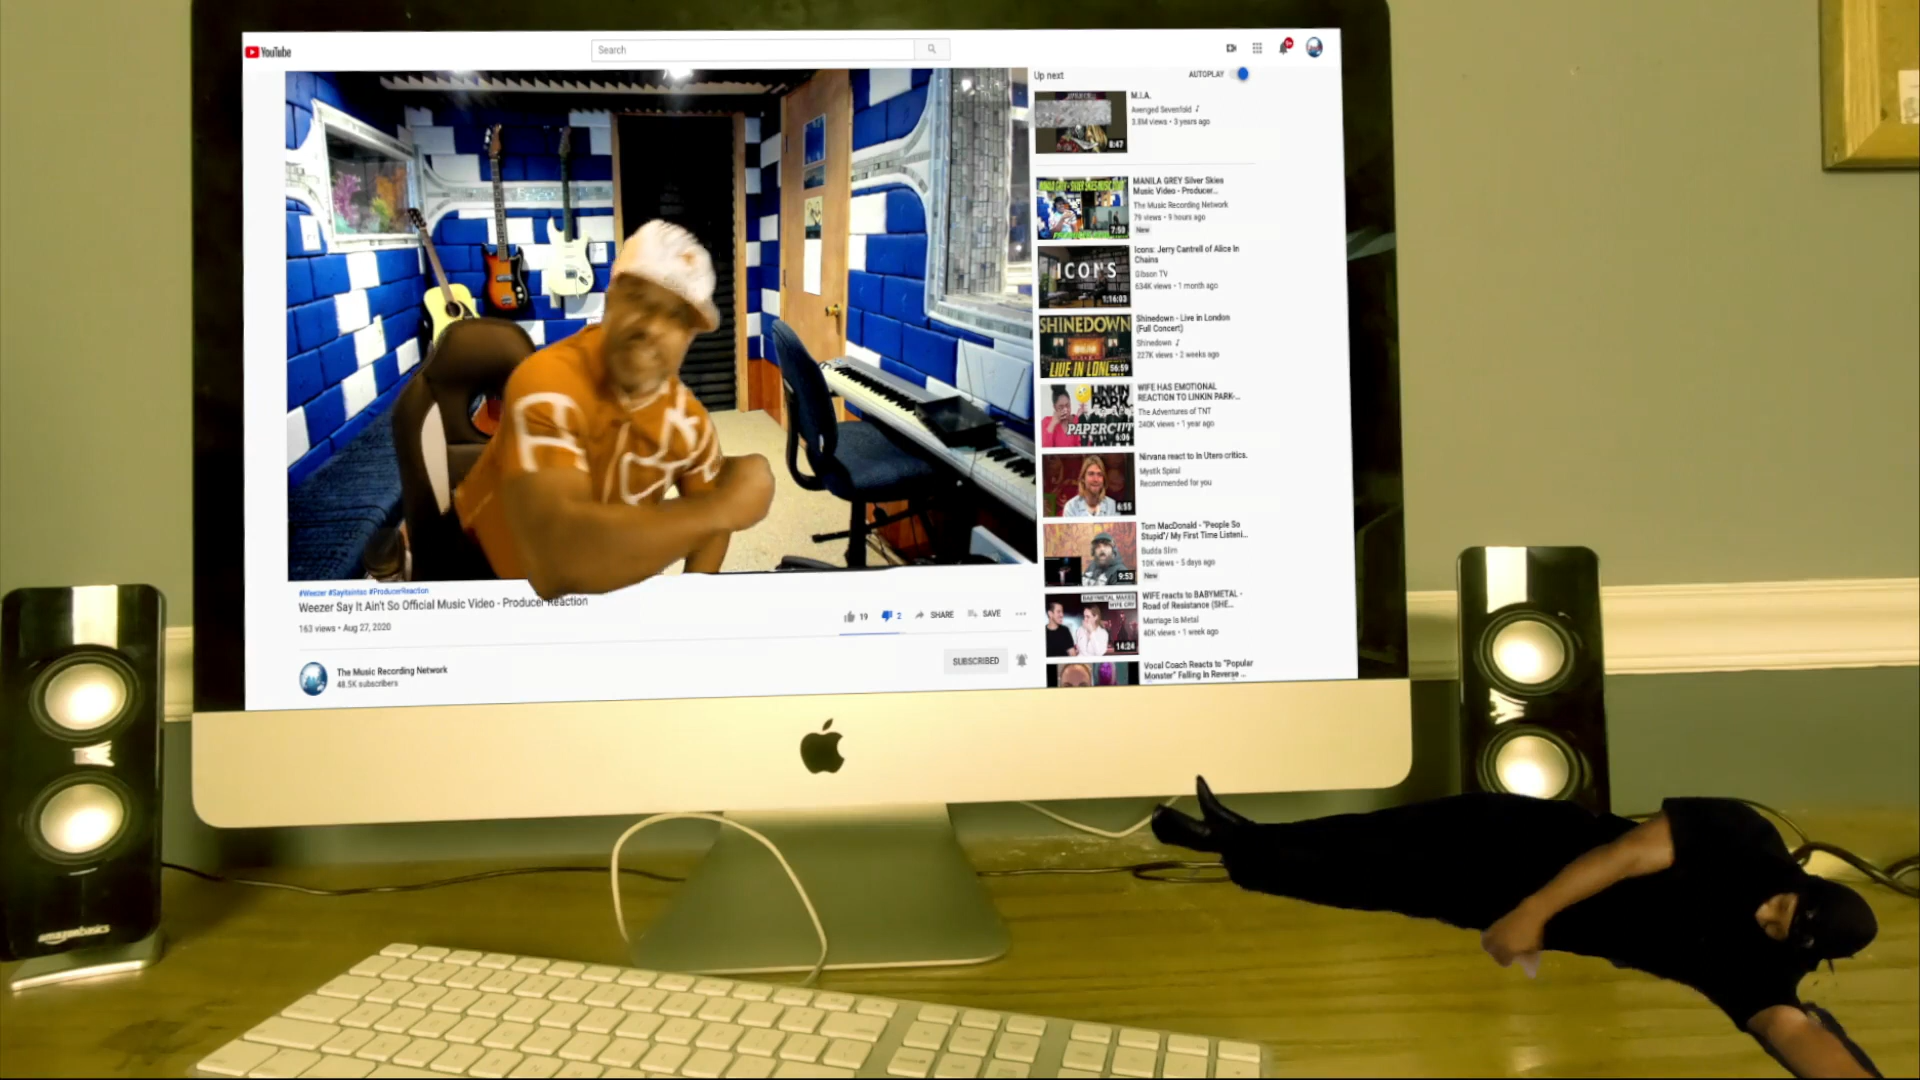 YouTube
Search
Up next
AUTOPLAY
M.I.A.
Avenged Sevenfold
3.8M views • 3 years ago
8:47
MANILA GREY Silver Skies
Music Video - Producer...
The Music Recording Network
79 views • 9 hours ago
New
7:50
Icons: Jerry Cantrell of Alice In
Chains
Gibson TV
634K views • 1 month ago
ICONS
1:16:03
Shinedown - Live in London
(Full Concert)
Shinedown
227K views • 2 weeks ago
SHINEDOWN
56:59
WIFE HAS EMOTIONAL
REACTION TO LINKIN PARK-...
The Adventures of TNT
240K views • 1 year ago
LINKIN
PARK
PAPERCUT
6:06
Nirvana react to In Utero critics.
Mystik Spiral
Recommended for you
6:55
Tom MacDonald - "People So
Stupid"/ My First Time Listeni...
Budda Slim
10K views • 5 days ago
New
9:53
WIFE reacts to BABYMETAL -
Road of Resistance (SHE...
Marriage Is Metal
40K views • 1 week ago
BABYMETAL MAKES
WIFE CRY
14:24
Vocal Coach Reacts to "Popular
Monster" Falling In Reverse ...
#Weezer #SayItAintSo #ProducerReaction
Weezer Say It Ain't So Official Music Video - Producer Reaction
163 views • Aug 27, 2020
19
2
SHARE
SAVE
The Music Recording Network
48.5K subscribers
SUBSCRIBED
amazonbasics